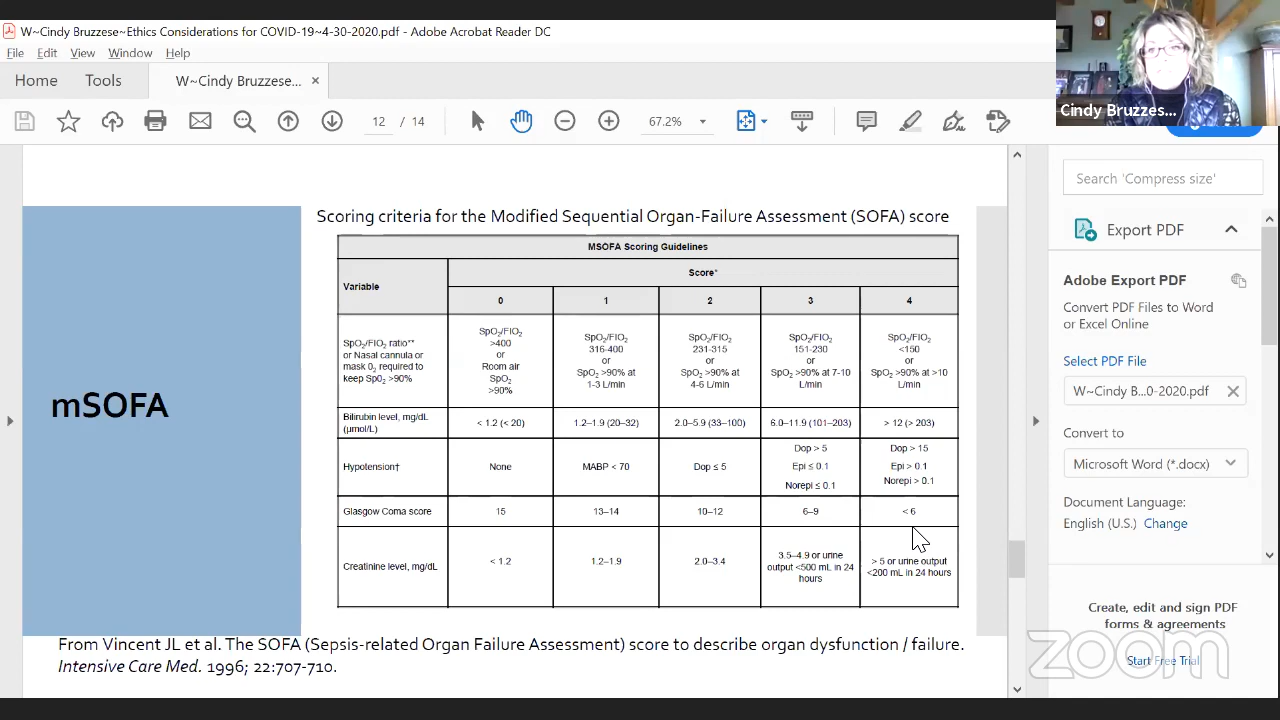 W~Cindy Bruzzese~Ethics Considerations for COVID-19~4-30-2020.pdf - Adobe Acrobat Reader DC
File Edit View Window Help
Home Tools W~Cindy Bruzzese... ×
12 / 14 67.2%
Cindy Bruzzes...
Scoring criteria for the Modified Sequential Organ-Failure Assessment (SOFA) score
mSOFA
MSOFA Scoring Guidelines
Variable
Score*
0 1 2 3 4
SpO2/FIO2 ratio**
or Nasal cannula or
mask 02 required to
keep Sp02 >90%
SpO2/FIO2
>400
or
Room air
SpO2
>90%
SpO2/FIO2
316-400
or
SpO2 >90% at
1-3 L/min
SpO2/FIO2
231-315
or
SpO2 >90% at
4-6 L/min
SpO2/FIO2
151-230
or
SpO2 >90% at 7-10
L/min
SpO2/FIO2
<150
or
SpO2 >90% at >10
L/min
Bilirubin level, mg/dL
(μmol/L)
< 1.2 (< 20)
1.2–1.9 (20–32)
2.0–5.9 (33–100)
6.0–11.9 (101–203)
> 12 (> 203)
Hypotension†
None
MABP < 70
Dop ≤ 5
Dop > 5
Epi ≤ 0.1
Norepi ≤ 0.1
Dop > 15
Epi > 0.1
Norepi > 0.1
Glasgow Coma score
15
13–14
10–12
6–9
< 6
Creatinine level, mg/dL
< 1.2
1.2–1.9
2.0–3.4
3.5–4.9 or urine
output <500 mL in 24
hours
> 5 or urine output
<200 mL in 24 hours
From Vincent JL et al. The SOFA (Sepsis-related Organ Failure Assessment) score to describe organ dysfunction / failure.
Intensive Care Med. 1996; 22:707-710.
Search 'Compress size'
Export PDF
Adobe Export PDF
Convert PDF Files to Word
or Excel Online
Select PDF File
W~Cindy B...0-2020.pdf
Convert to
Microsoft Word (*.docx)
Document Language:
English (U.S.) Change
Create, edit and sign PDF
forms & agreements
Start Free Trial
zoom